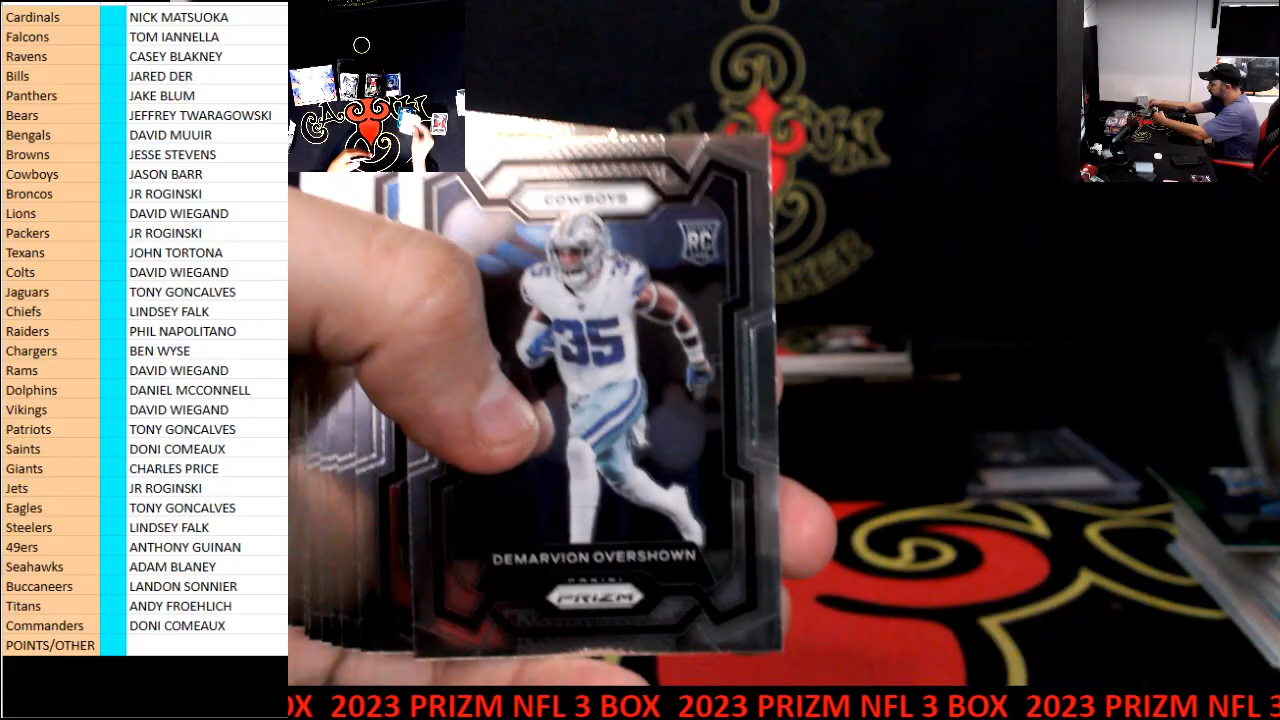 Cardinals NICK MATSUOKA
Falcons TOM IANNELLA
Ravens CASEY BLAKNEY
Bills JARED DER
Panthers JAKE BLUM
Bears JEFFREY TWARAGOWSKI
Bengals DAVID MUUIR
Browns JESSE STEVENS
Cowboys JASON BARR
Broncos JR ROGINSKI
Lions DAVID WIEGAND
Packers JR ROGINSKI
Texans JOHN TORTONA
Colts DAVID WIEGAND
Jaguars TONY GONCALVES
Chiefs LINDSEY FALK
Raiders PHIL NAPOLITANO
Chargers BEN WYSE
Rams DAVID WIEGAND
Dolphins DANIEL MCCONNELL
Vikings DAVID WIEGAND
Patriots TONY GONCALVES
Saints DONI COMEAUX
Giants CHARLES PRICE
Jets JR ROGINSKI
Eagles TONY GONCALVES
Steelers LINDSEY FALK
49ers ANTHONY GUINAN
Seahawks ADAM BLANEY
Buccaneers LANDON SONNIER
Titans ANDY FROEHLICH
Commanders DONI COMEAUX
POINTS/OTHER
COWBOYS
RC
35
35
35
DEMARVION OVERSHOWN
PANINI
PRIZM
OX 2023 PRIZM NFL 3 BOX 2023 PRIZM NFL 3 BOX 2023 PRIZM NFL 3